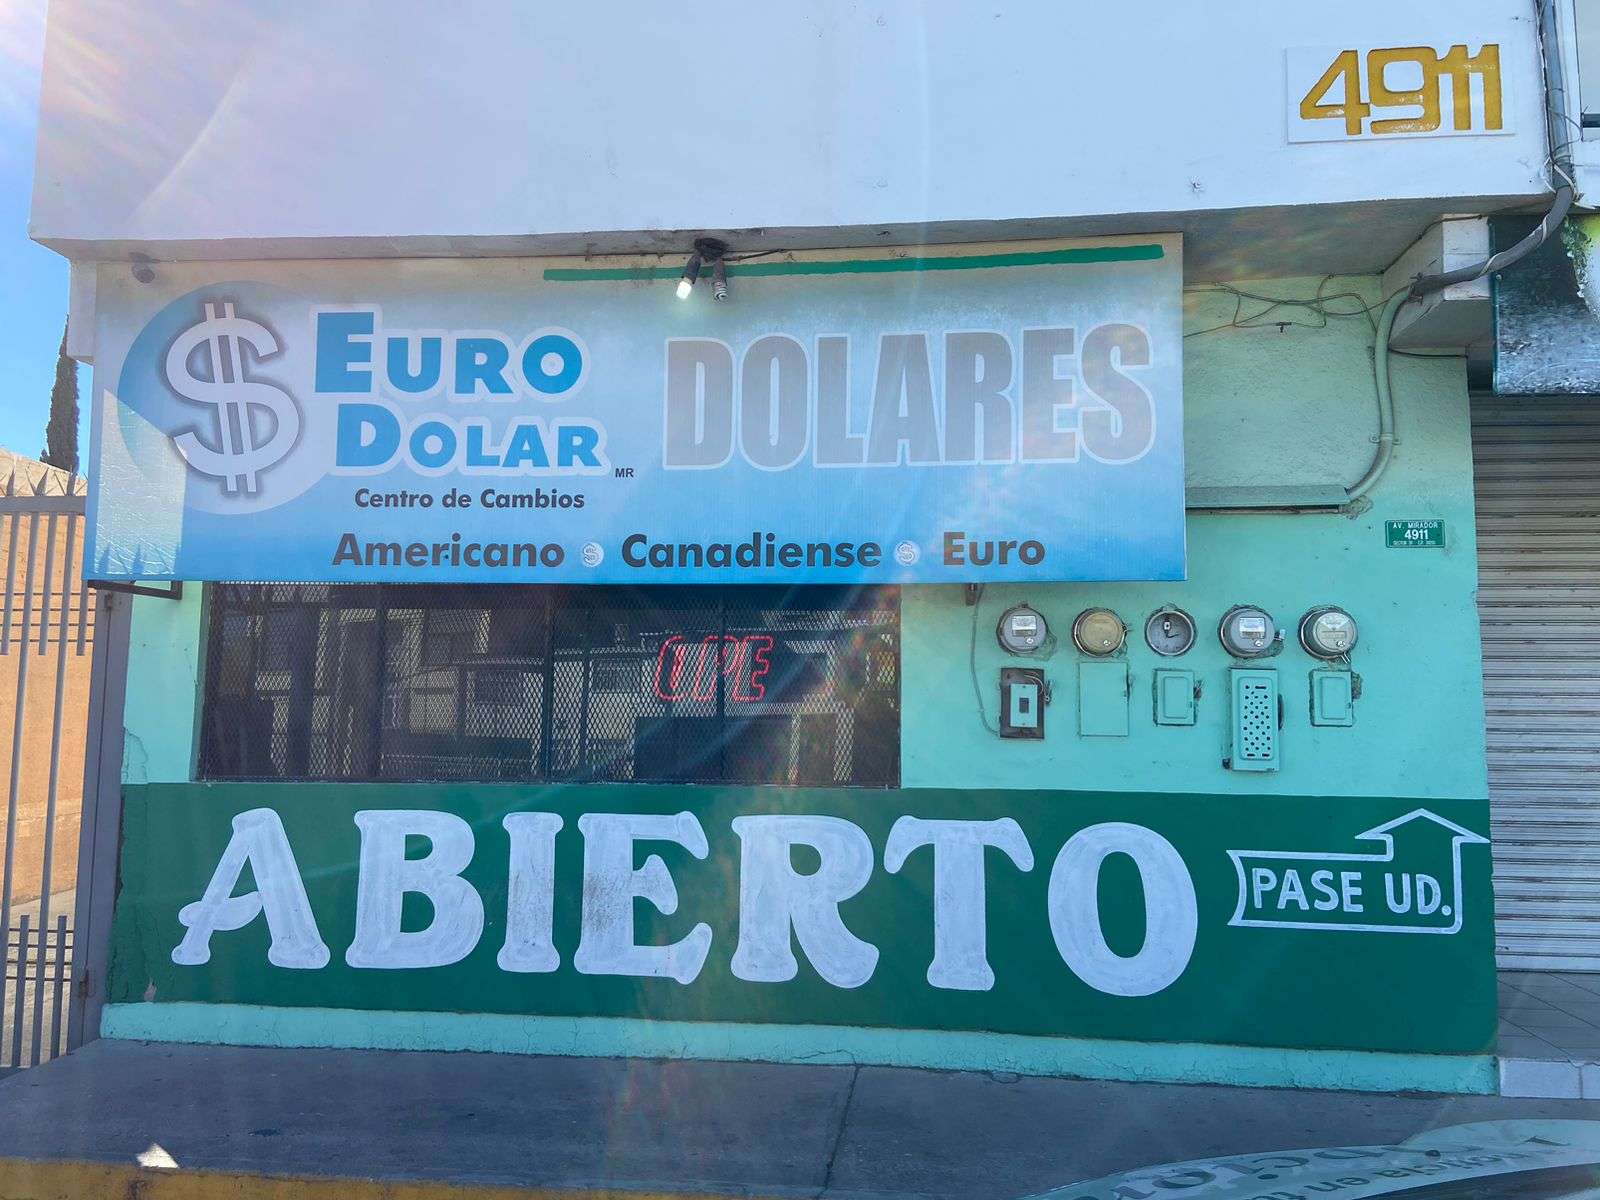 4911
EURO
DOLAR
MR
DOLARES
Centro de Cambios
Americano Canadiense Euro
AV. MIRADOR
4911
OPE
ABIERTO
PASE UD.